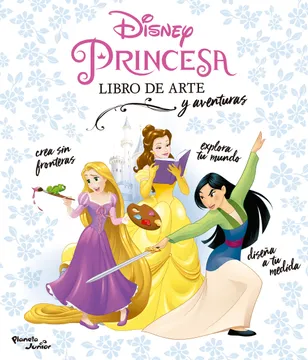 Disney
PRINCESA
LIBRO DE ARTE
y aventuras
crea sin
fronteras
explora
tu mundo
diseña
a tu
medida
Planeta
Junior